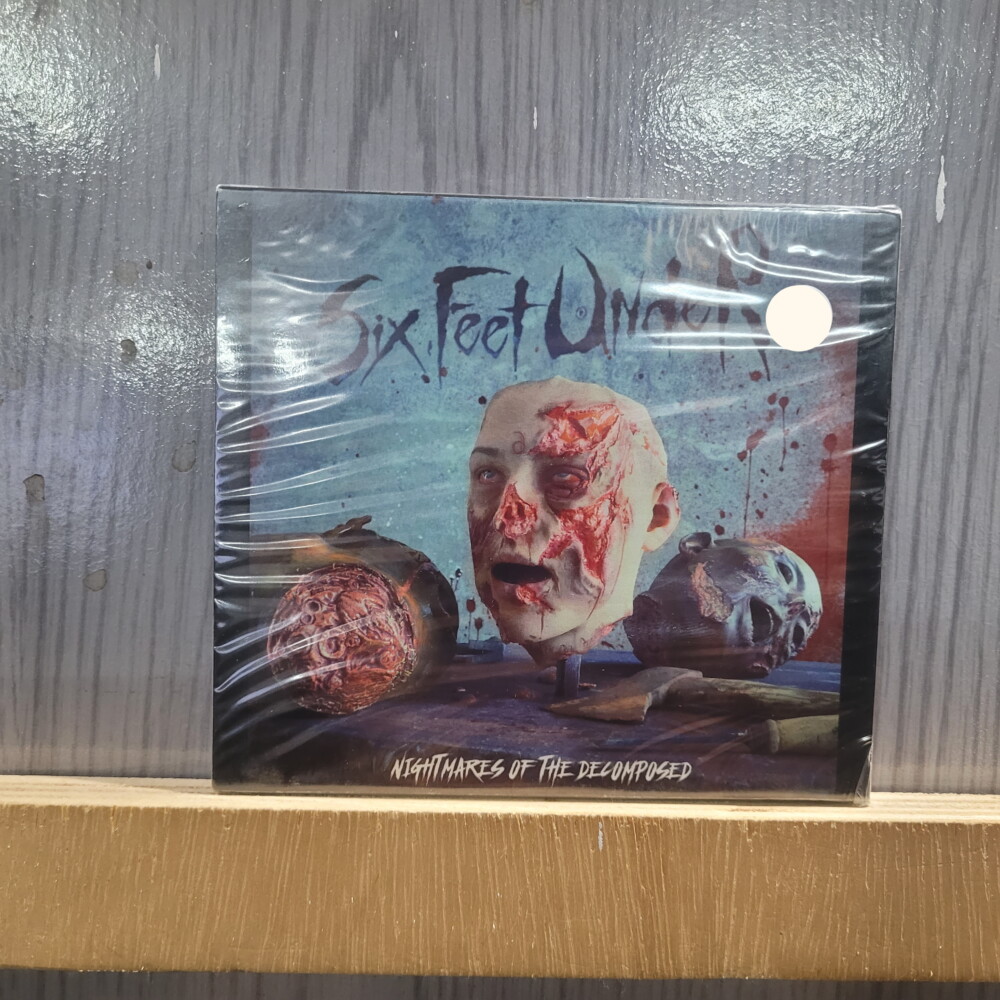 Six Feet Under
NIGHTMARES OF THE DECOMPOSED